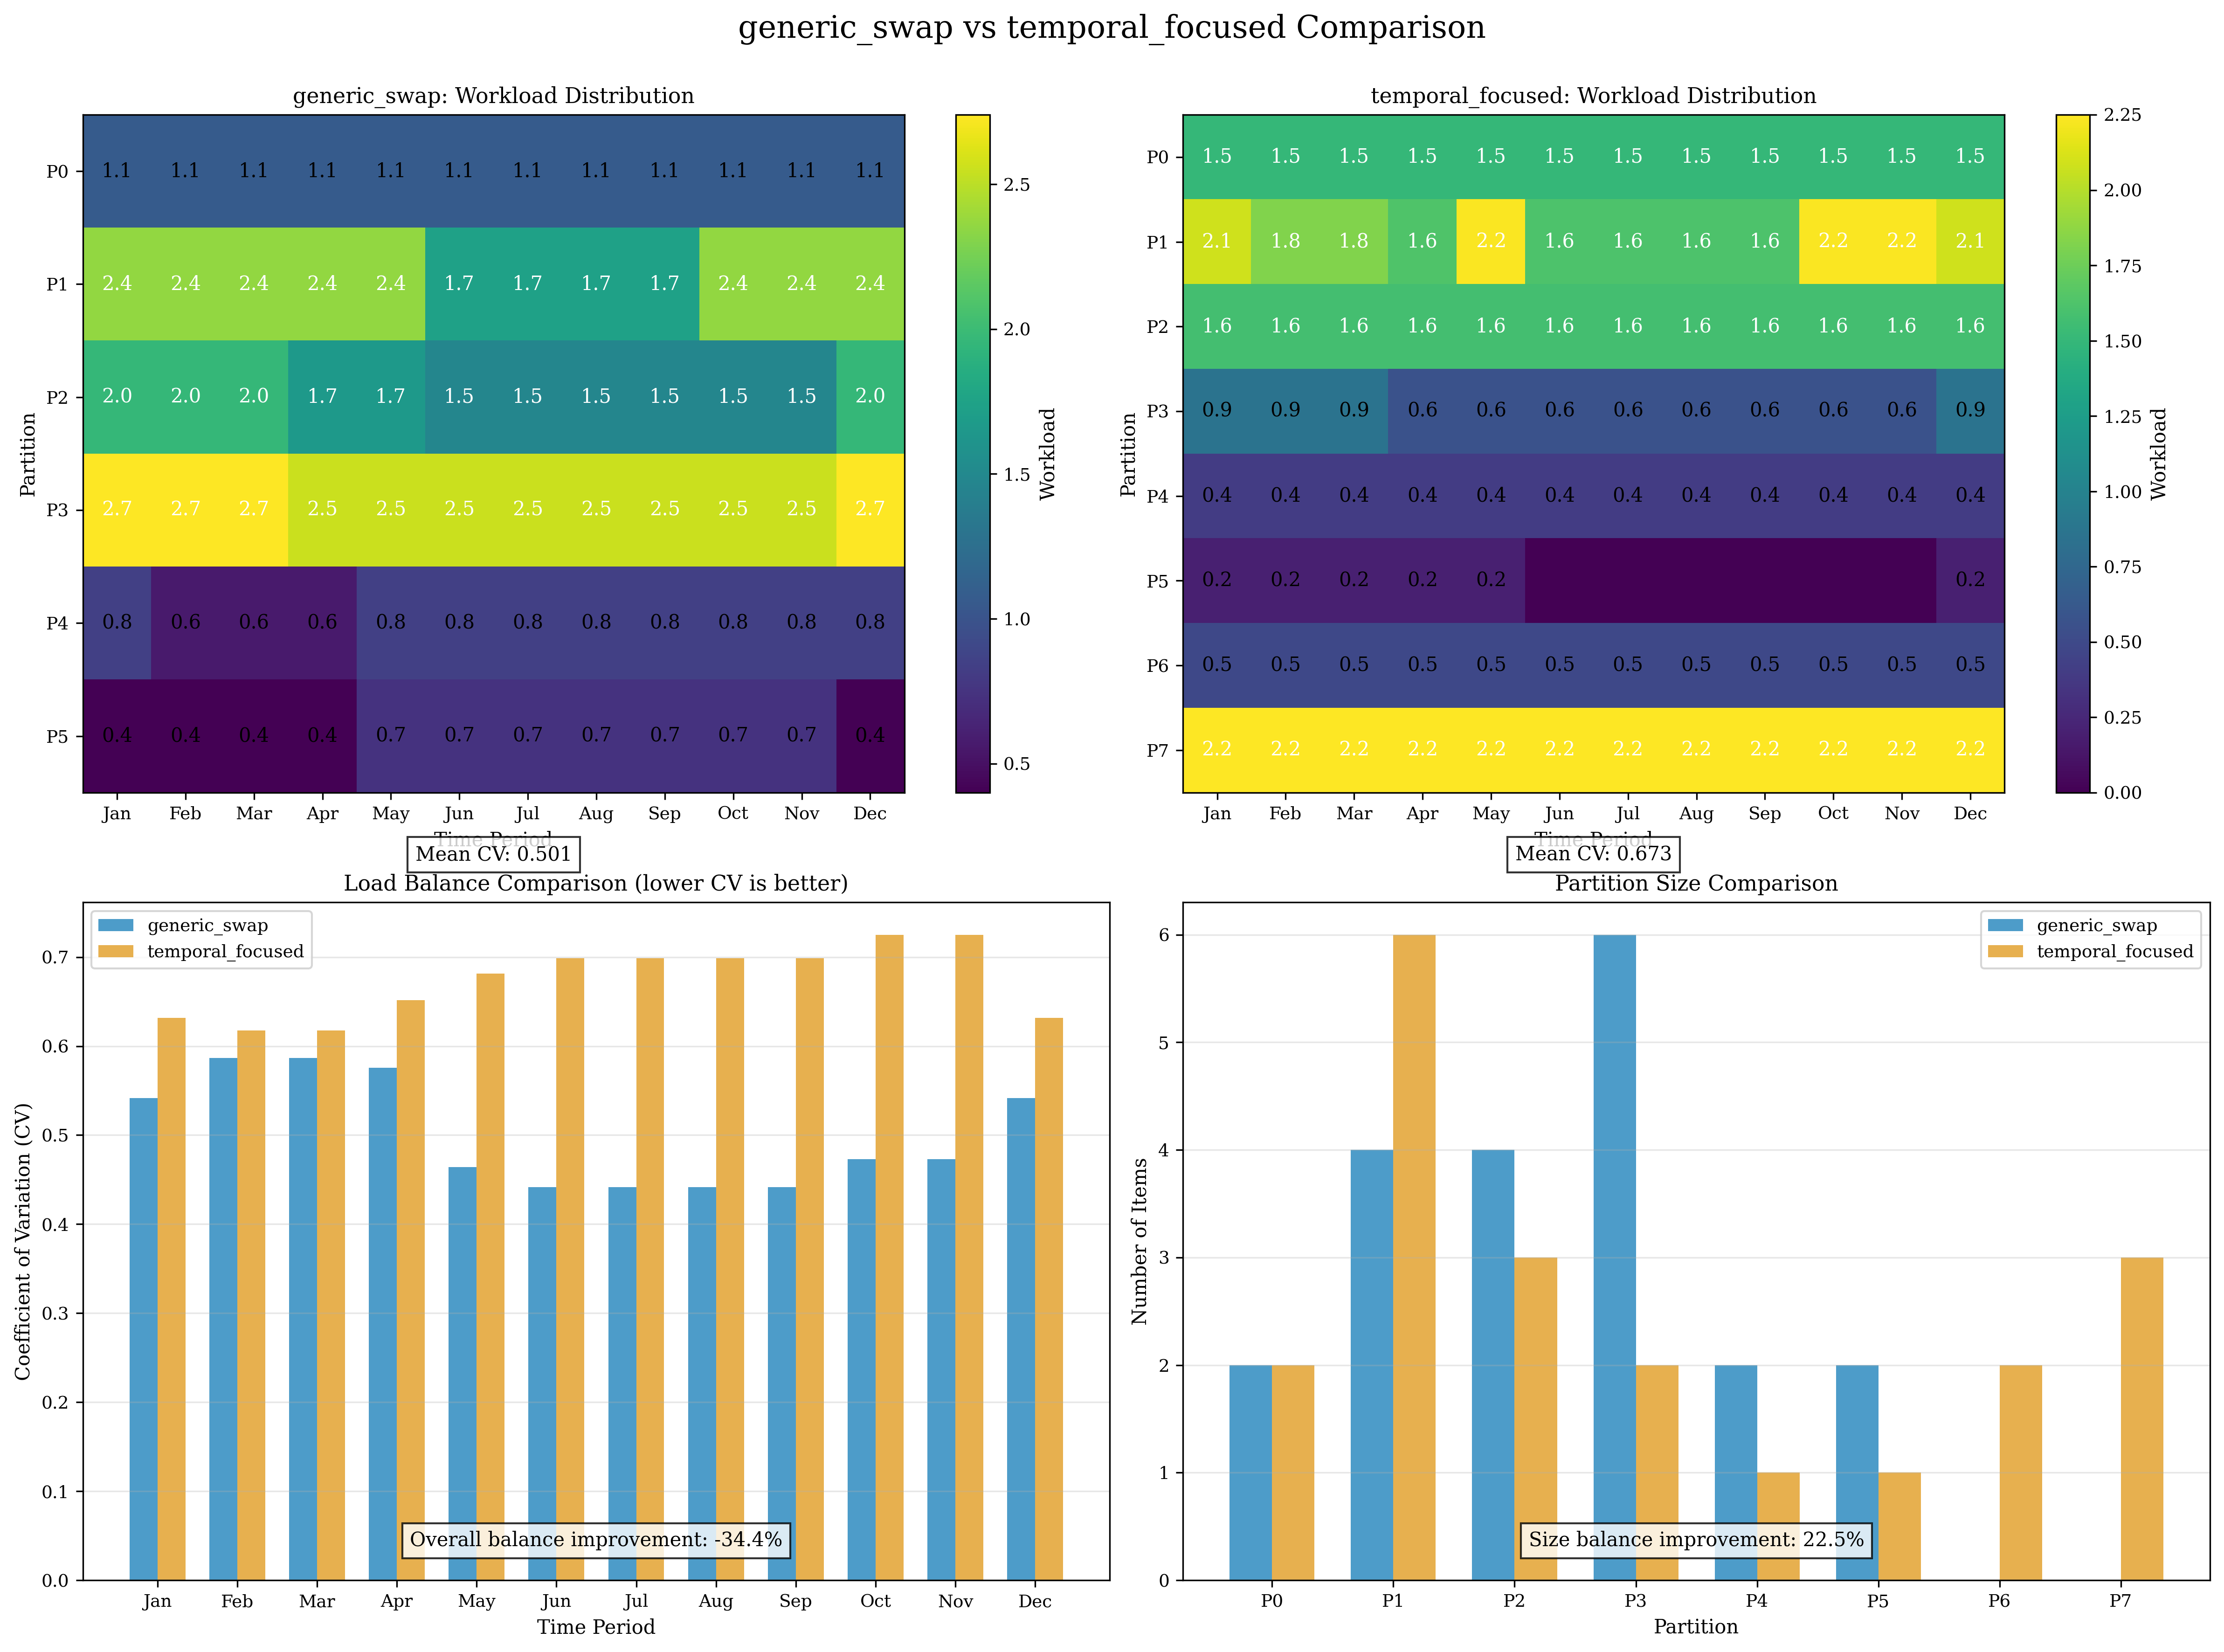 generic_swap vs temporal_focused Comparison
generic_swap: Workload Distribution
P0 1.1 1.1 1.1 1.1 1.1 1.1 1.1 1.1 1.1 1.1 1.1 1.1
P1 2.4 2.4 2.4 2.4 2.4 1.7 1.7 1.7 1.7 2.4 2.4 2.4
P2 2.0 2.0 2.0 1.7 1.7 1.5 1.5 1.5 1.5 1.5 1.5 2.0
P3 2.7 2.7 2.7 2.5 2.5 2.5 2.5 2.5 2.5 2.5 2.5 2.7
P4 0.8 0.6 0.6 0.6 0.8 0.8 0.8 0.8 0.8 0.8 0.8 0.8
P5 0.4 0.4 0.4 0.4 0.7 0.7 0.7 0.7 0.7 0.7 0.7 0.4
Jan Feb Mar Apr May Jun Jul Aug Sep Oct Nov Dec
Partition
Time Period
Mean CV: 0.501
2.5
2.0
1.5
1.0
0.5
Workload
temporal_focused: Workload Distribution
P0 1.5 1.5 1.5 1.5 1.5 1.5 1.5 1.5 1.5 1.5 1.5 1.5
P1 2.1 1.8 1.8 1.6 2.2 1.6 1.6 1.6 1.6 2.2 2.2 2.1
P2 1.6 1.6 1.6 1.6 1.6 1.6 1.6 1.6 1.6 1.6 1.6 1.6
P3 0.9 0.9 0.9 0.6 0.6 0.6 0.6 0.6 0.6 0.6 0.6 0.9
P4 0.4 0.4 0.4 0.4 0.4 0.4 0.4 0.4 0.4 0.4 0.4 0.4
P5 0.2 0.2 0.2 0.2 0.2 0.2
P6 0.5 0.5 0.5 0.5 0.5 0.5 0.5 0.5 0.5 0.5 0.5 0.5
P7 2.2 2.2 2.2 2.2 2.2 2.2 2.2 2.2 2.2 2.2 2.2 2.2
Jan Feb Mar Apr May Jun Jul Aug Sep Oct Nov Dec
Partition
Time Period
Mean CV: 0.673
2.25
2.00
1.75
1.50
1.25
1.00
0.75
0.50
0.25
0.00
Workload
Load Balance Comparison (lower CV is better)
generic_swap
temporal_focused
0.7
0.6
0.5
0.4
0.3
0.2
0.1
0.0
Coefficient of Variation (CV)
Overall balance improvement: -34.4%
Jan Feb Mar Apr May Jun Jul Aug Sep Oct Nov Dec
Time Period
Partition Size Comparison
generic_swap
temporal_focused
6
5
4
3
2
1
0
Number of Items
Size balance improvement: 22.5%
P0 P1 P2 P3 P4 P5 P6 P7
Partition